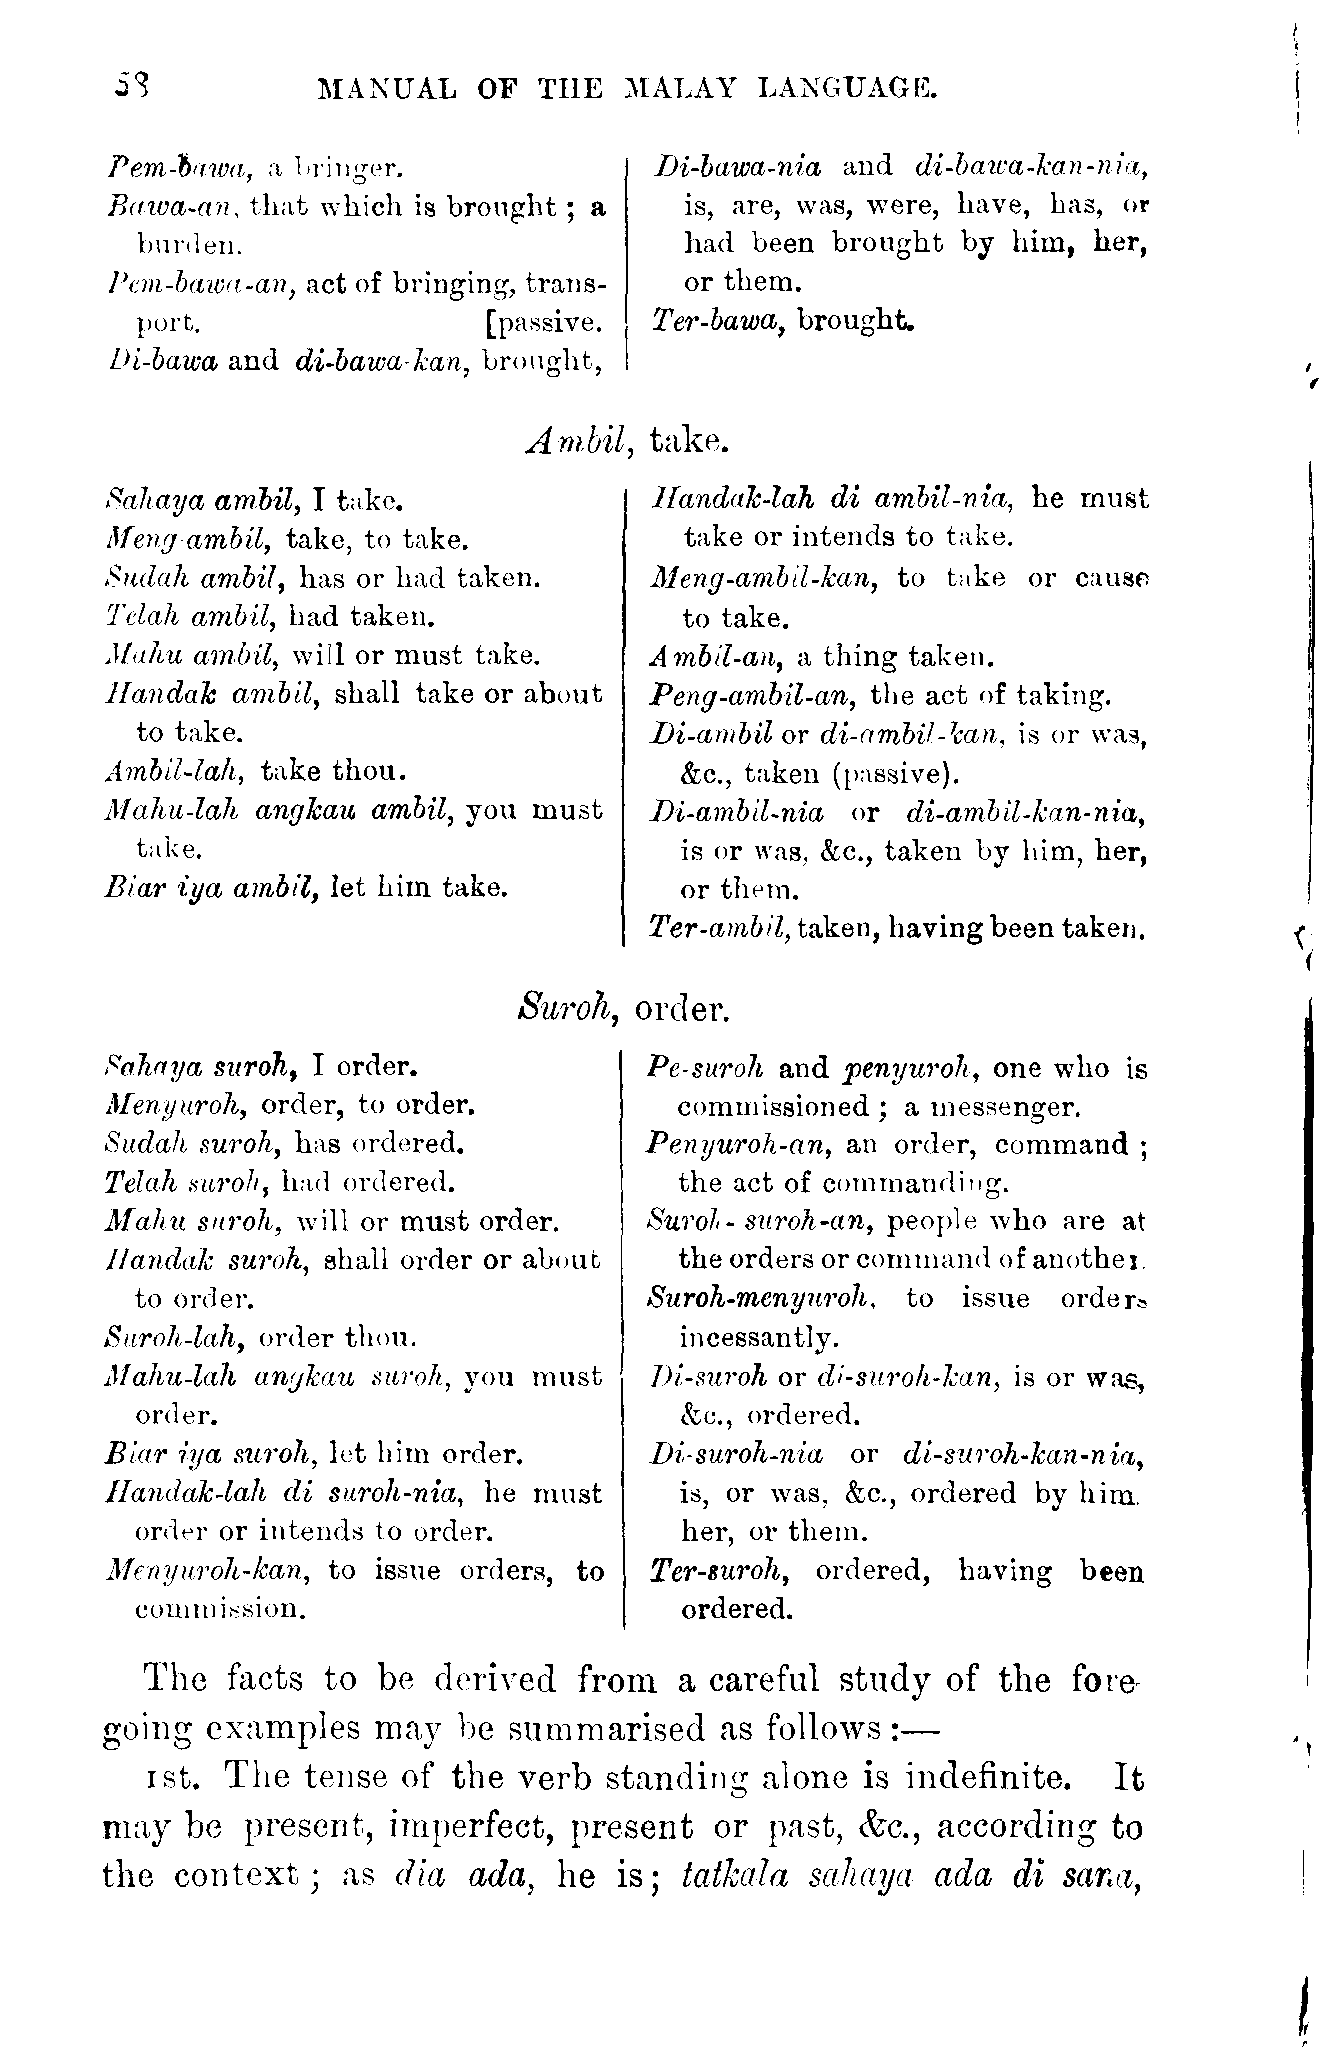 58 MANUAL OF THE MALAY LANGUAGE.
Pem-bawa, a bringer.
Bawa-an, that which is brought ; a
burden.
Pem-bawa-an, act of bringing, trans-
port. [passive.
Di-bawa and di-bawa-kan, brought,
Di-bawa-nia and di-bawa-kan-nia,
is, are, was, were, have, has, or
had been brought by him, her,
or them.
Ter-bawa, brought.
Ambil, take.
Sahaya ambil, I take.
Meng-ambil, take, to take.
Sudah ambil, has or had taken.
Telah ambil, had taken.
Mahu ambil, will or must take.
Handak ambil, shall take or about
to take.
Ambil-lah, take thou.
Mahu-lah angkau ambil, you must
take.
Biar iya ambil, let him take.
Handak-lah di ambil-nia, he must
take or intends to take.
Meng-ambil-kan, to take or cause
to take.
Ambil-an, a thing taken.
Peng-ambil-an, the act of taking.
Di-ambil or di-ambil-kan, is or was,
&c., taken (passive).
Di-ambil-nia or di-ambil-kan-nia,
is or was, &c., taken by him, her,
or them.
Ter-ambil, taken, having been taken.
Suroh, order.
Sahaya suroh, I order.
Menyuroh, order, to order.
Sudah suroh, has ordered.
Telah suroh, had ordered.
Mahu suroh, will or must order.
Handak suroh, shall order or about
to order.
Suroh-lah, order thou.
Mahu-lah angkau suroh, you must
order.
Biar iya suroh, let him order.
Handak-lah di suroh-nia, he must
order or intends to order.
Menyuroh-kan, to issue orders, to
commission.
Pe-suroh and penyuroh, one who is
commissioned ; a messenger.
Penyuroh-an, an order, command ;
the act of commanding.
Suroh-suroh-an, people who are at
the orders or command of another.
Suroh-menyuroh, to issue orders
incessantly.
Di-suroh or di-suroh-kan, is or was,
&c., ordered.
Di-suroh-nia or di-suroh-kan-nia,
is, or was, &c., ordered by him.
her, or them.
Ter-suroh, ordered, having been
ordered.
The facts to be derived from a careful study of the fore-
going examples may be summarised as follows :—
1st. The tense of the verb standing alone is indefinite. It
may be present, imperfect, present or past, &c., according to
the context ; as dia ada, he is ; tatkala sahaya ada di sana,